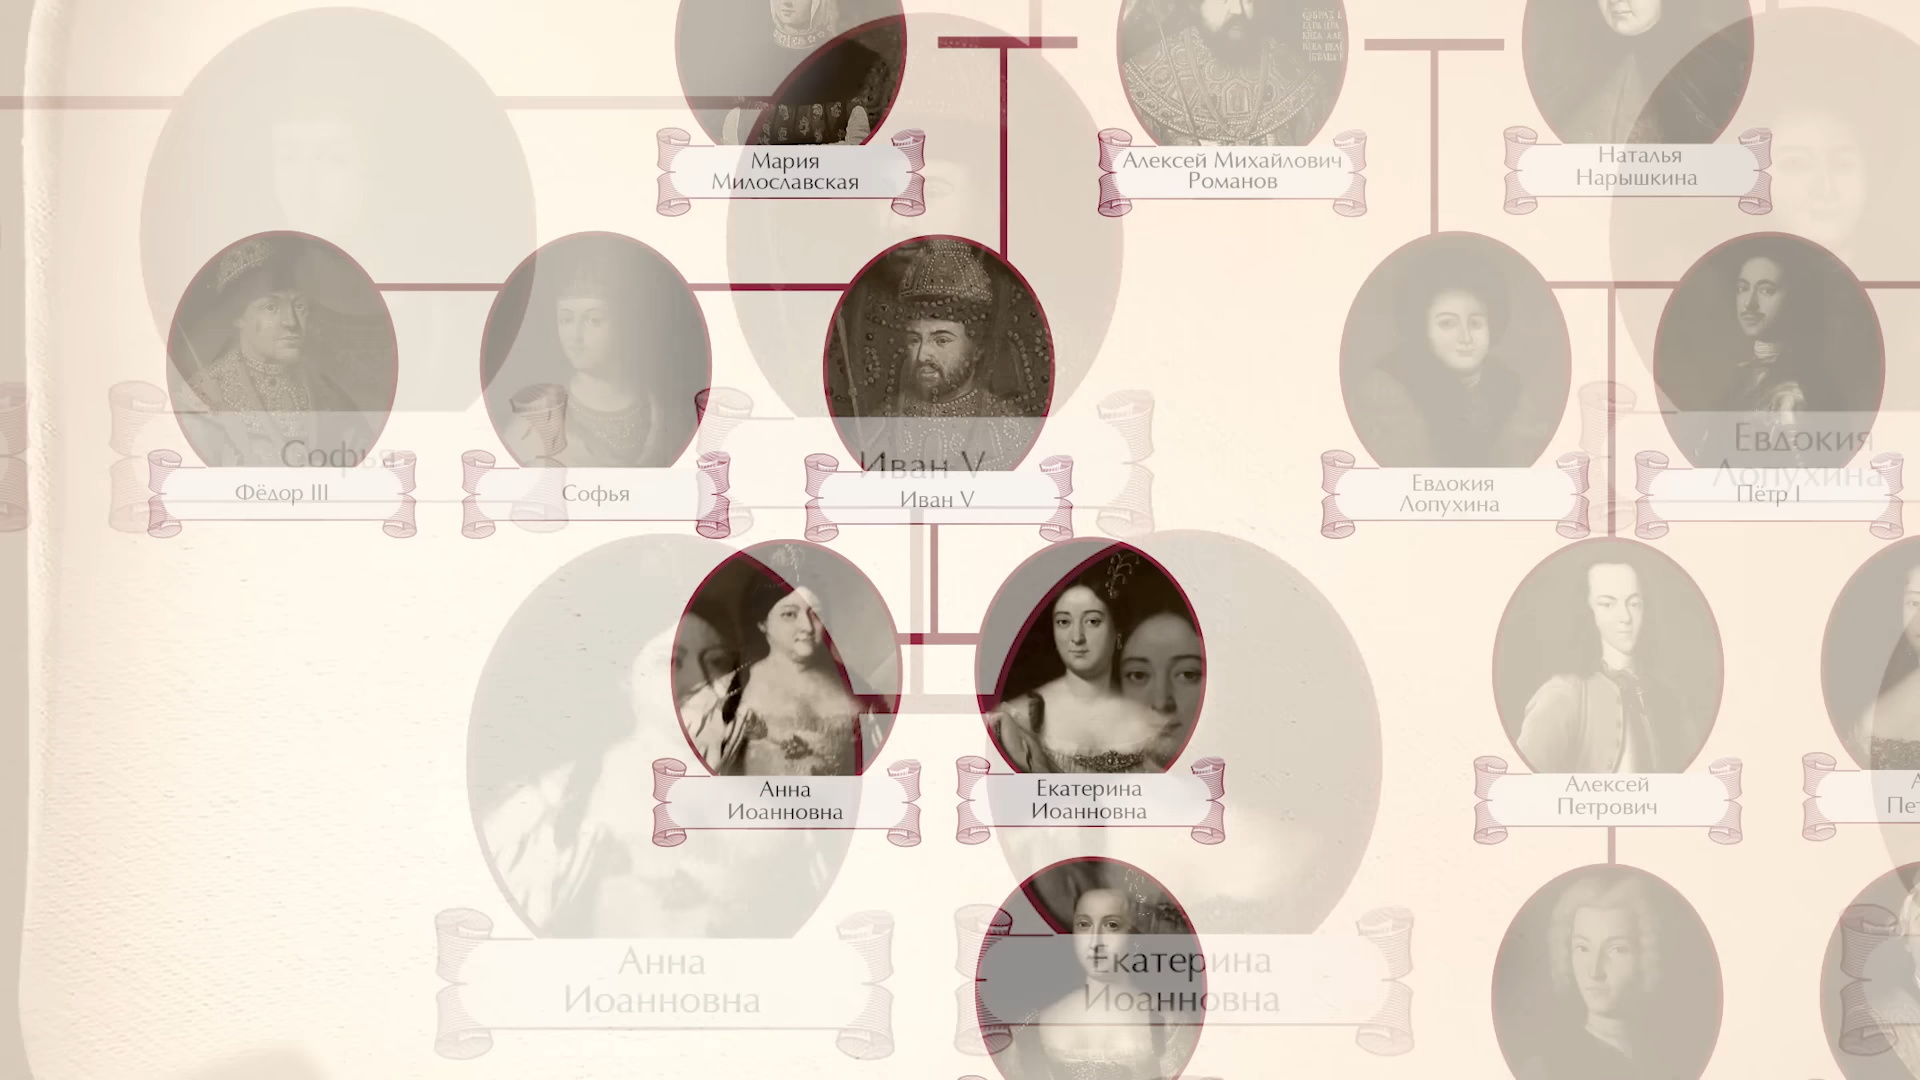 Мария
Милославская
Алексей Михайлович
Романов
Наталья
Нарышкина
Софья
Иван V
Евдокия
Лопухина
Фёдор III
Софья
Иван V
Евдокия
Лопухина
Пётр I
Анна
Иоанновна
Екатерина
Иоанновна
Алексей
Петрович
Анна
Иоанновна
Екатерина
Иоанновна